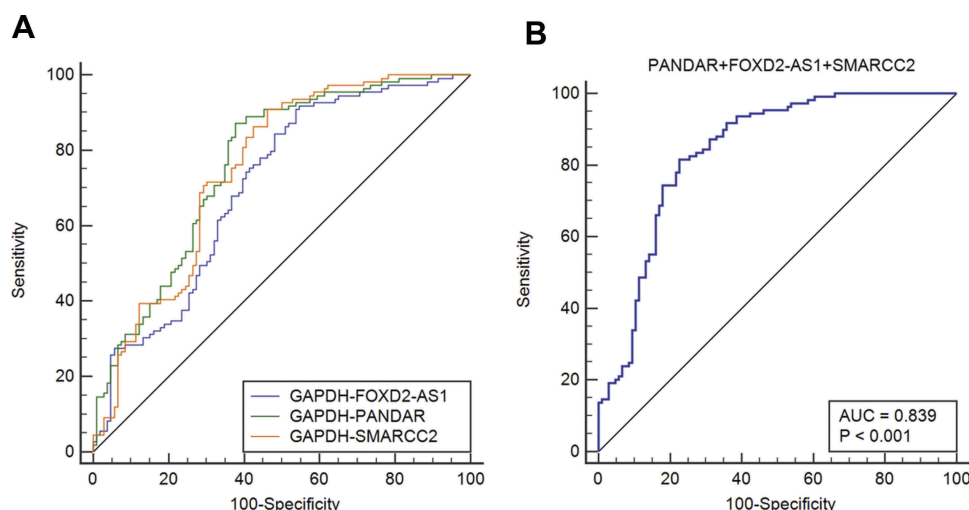 A
100
80
60
40
20
0
Sensitivity
GAPDH-FOXD2-AS1
GAPDH-PANDAR
GAPDH-SMARCC2
0 20 40 60 80 100
100-Specificity
B
PANDAR+FOXD2-AS1+SMARCC2
100
80
60
40
20
0
Sensitivity
AUC = 0.839
P < 0.001
0 20 40 60 80 100
100-Specificity